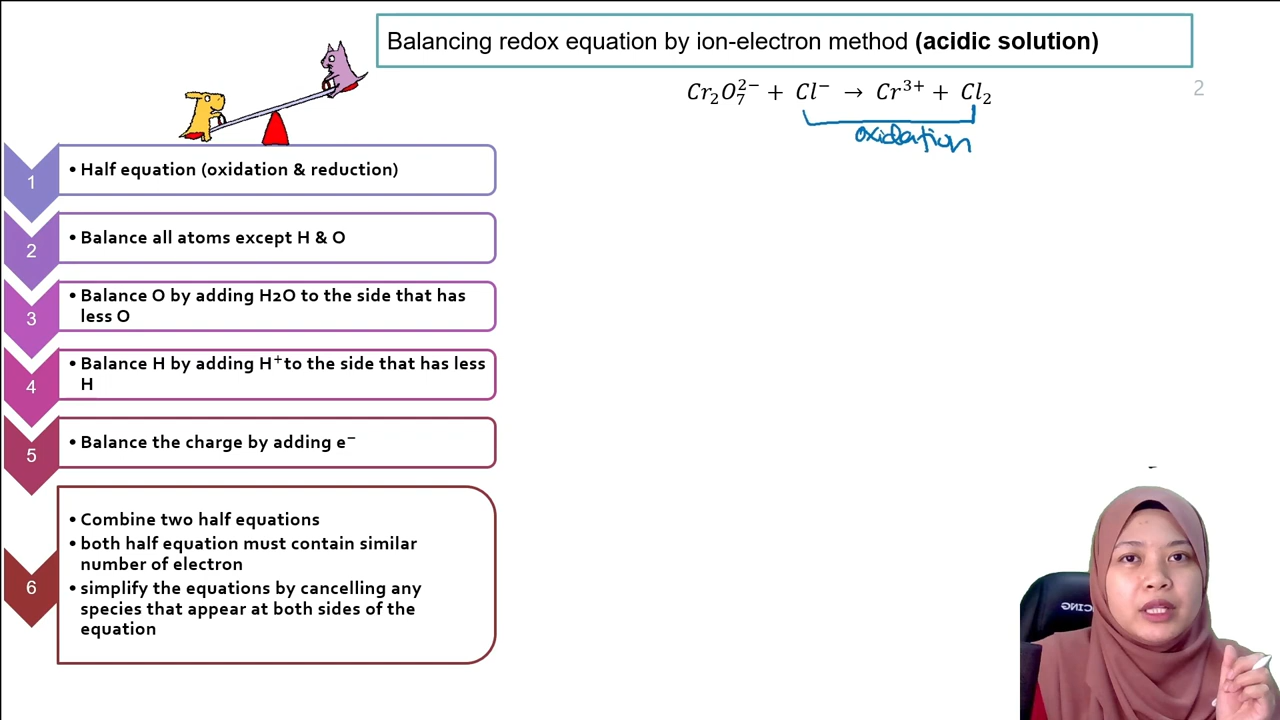 Balancing redox equation by ion-electron method (acidic solution)
Cr₂O₇²⁻ + Cl⁻ → Cr³⁺ + Cl₂
2
oxidation
1
• Half equation (oxidation & reduction)
2
• Balance all atoms except H & O
3
• Balance O by adding H2O to the side that has
less O
4
• Balance H by adding H⁺to the side that has less
H
5
• Balance the charge by adding e⁻
6
• Combine two half equations
• both half equation must contain similar
number of electron
• simplify the equations by cancelling any
species that appear at both sides of the
equation